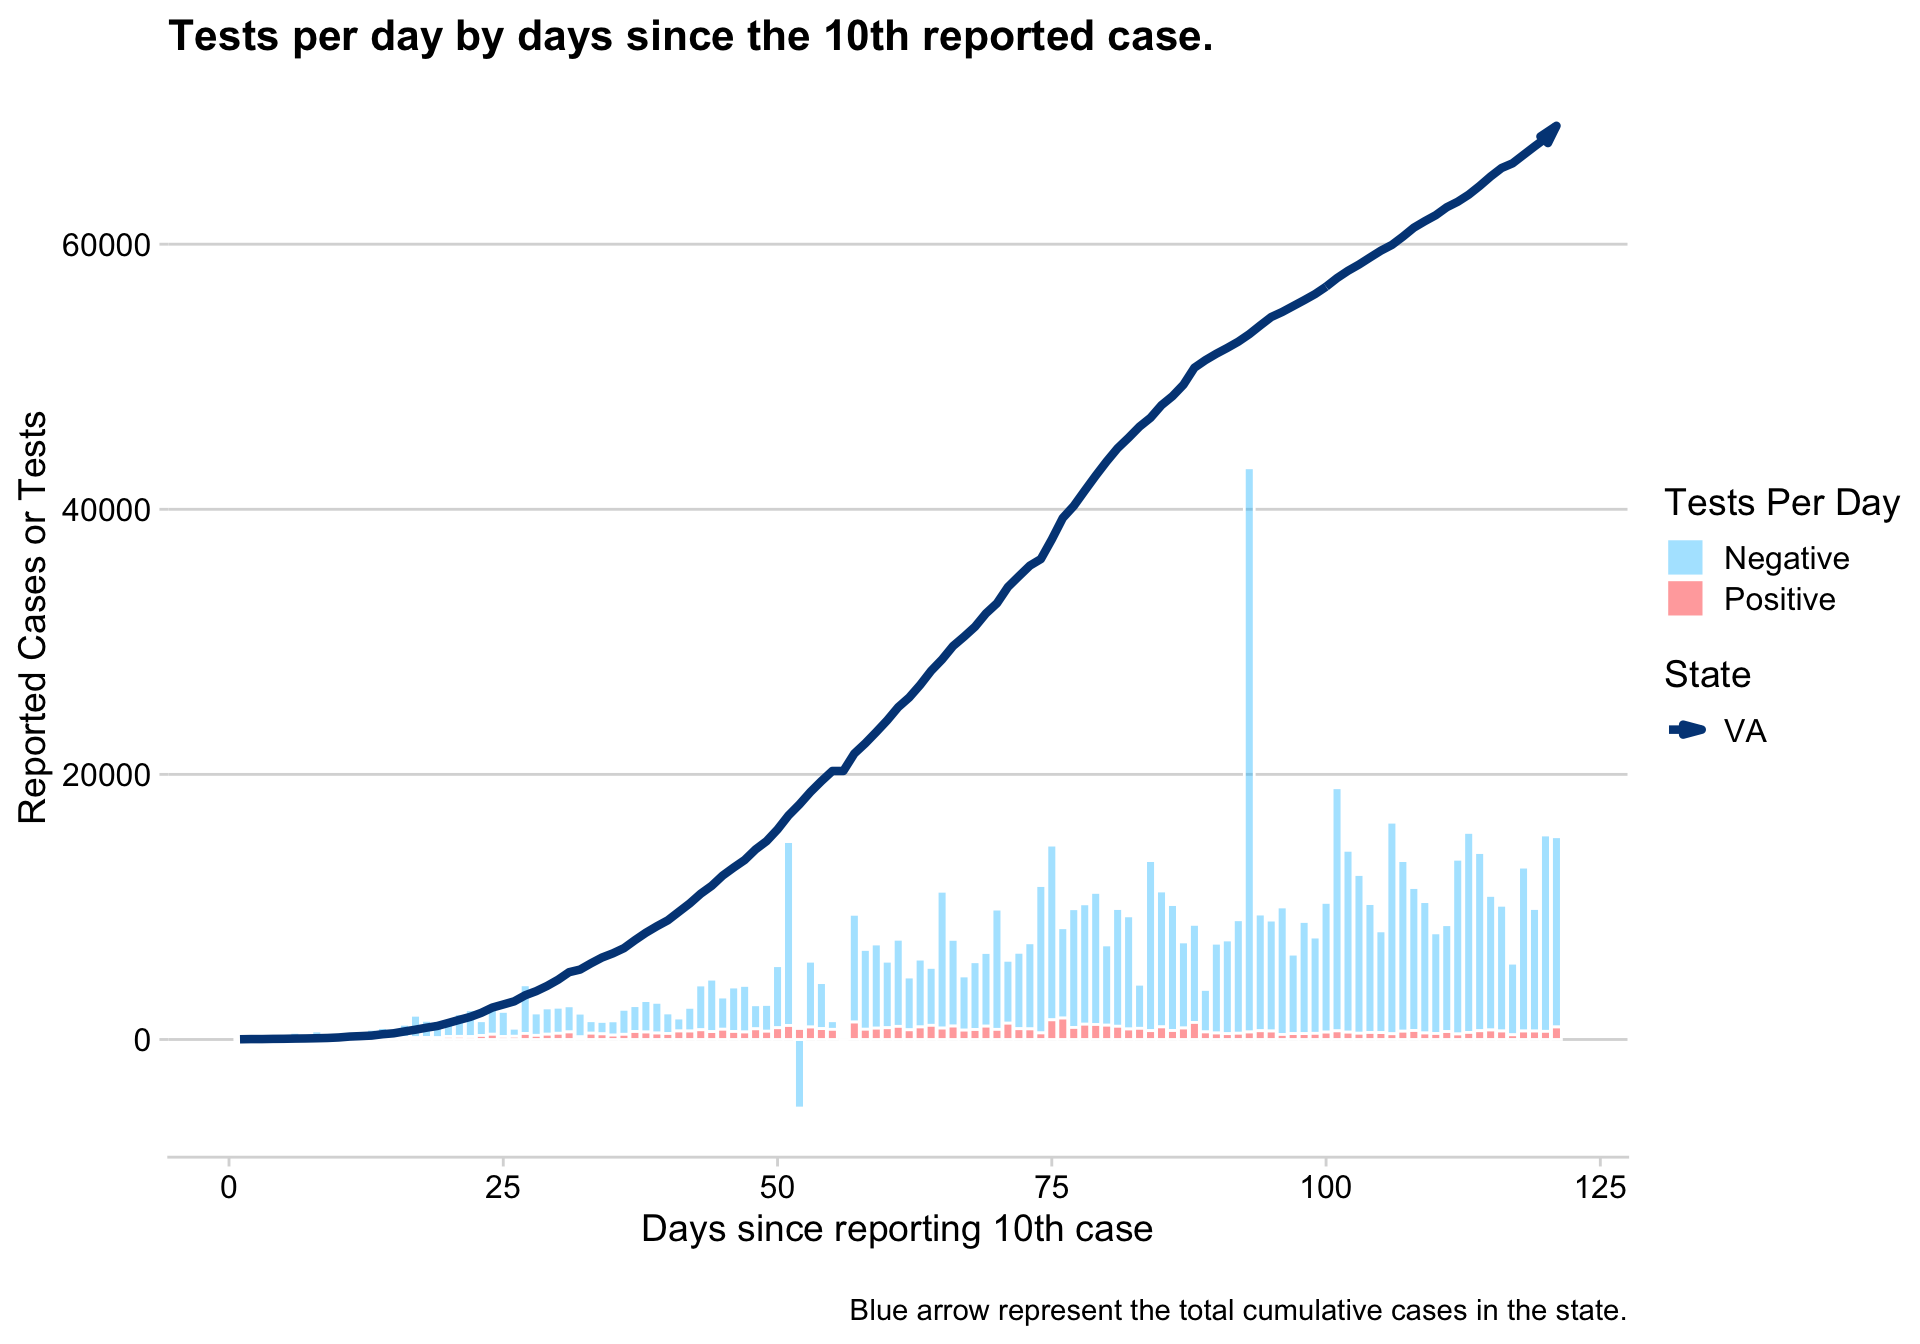 Tests per day by days since the 10th reported case.
60000
40000
20000
0
Reported Cases or Tests
0 25 50 75 100 125
Days since reporting 10th case
Tests Per Day
Negative
Positive
State
VA
Blue arrow represent the total cumulative cases in the state.